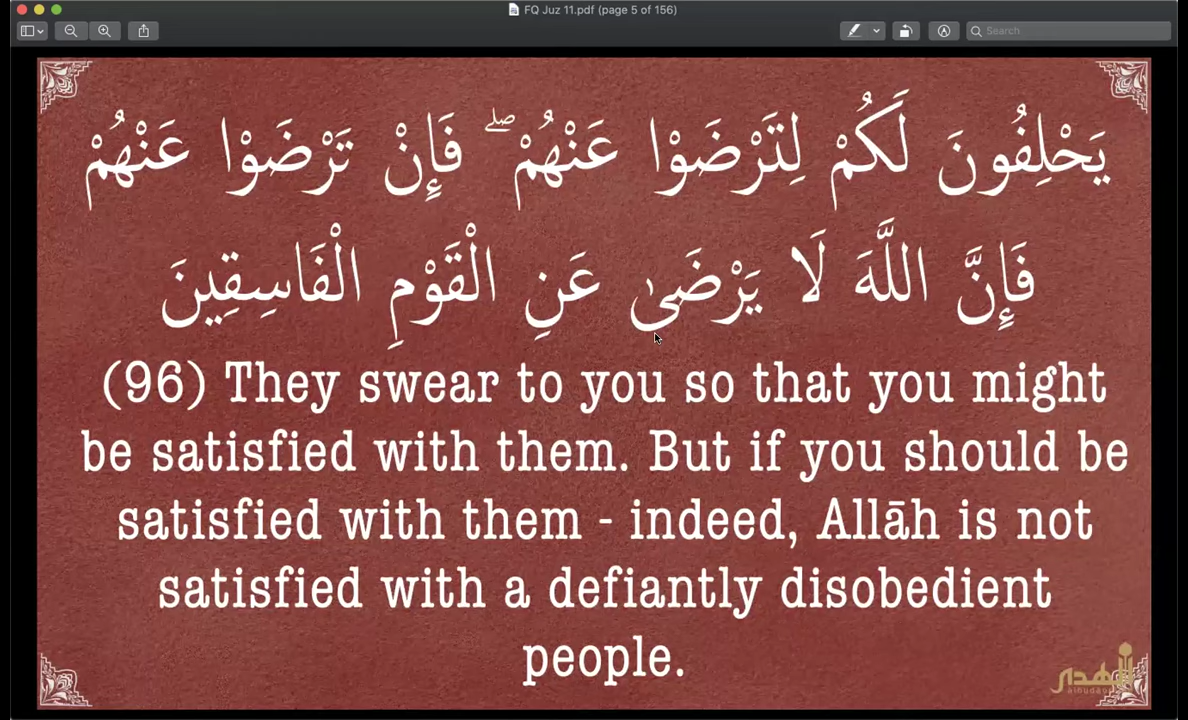 FQ Juz 11.pdf (page 5 of 156)
Search
يَحْلِفُونَ لَكُمْ لِتَرْضَوْا عَنْهُمْ ۖ فَإِنْ تَرْضَوْا عَنْهُمْ
فَإِنَّ اللَّهَ لَا يَرْضَىٰ عَنِ الْقَوْمِ الْفَاسِقِينَ
(96) They swear to you so that you might
be satisfied with them. But if you should be
satisfied with them - indeed, Allāh is not
satisfied with a defiantly disobedient
people.
الهدى